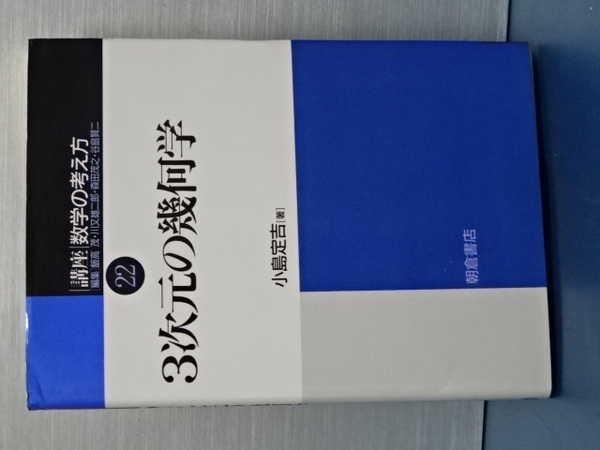 講座 数学の考え方
編集 飯高 茂・川又雄二郎・森田茂之・谷島賢二
22
3次元の幾何学
小島定吉[著]
朝倉書店